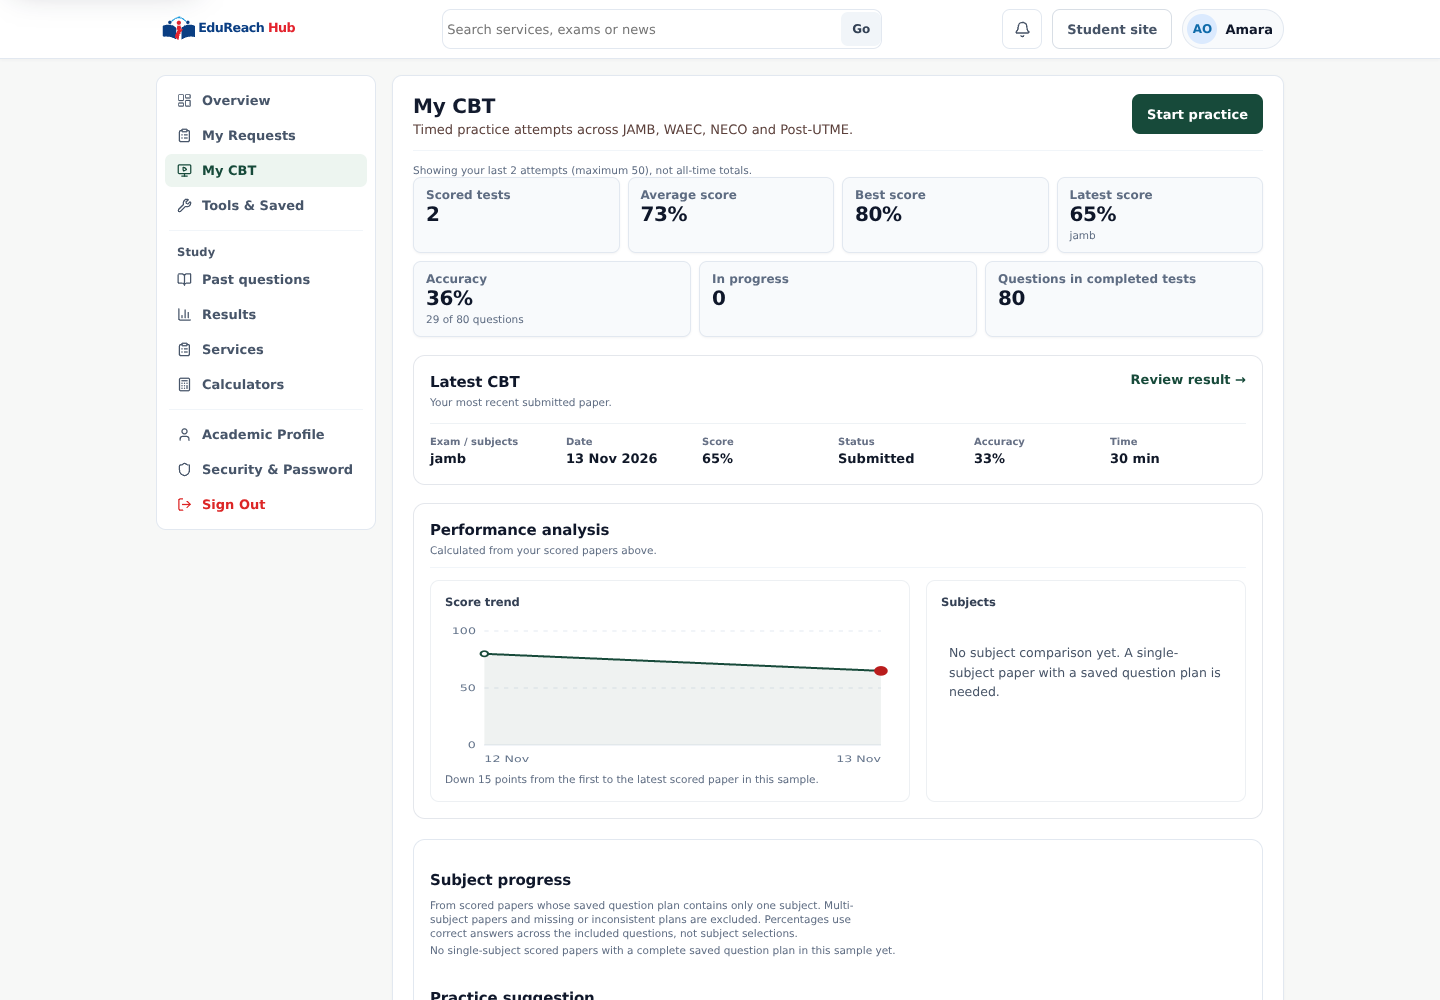 EduReach Hub
Search services, exams or news
Go
Student site
AO
Amara
Overview
My Requests
My CBT
Tools & Saved
Study
Past questions
Results
Services
Calculators
Academic Profile
Security & Password
Sign Out
My CBT
Timed practice attempts across JAMB, WAEC, NECO and Post-UTME.
Start practice
Showing your last 2 attempts (maximum 50), not all-time totals.
Scored tests
2
Average score
73%
Best score
80%
Latest score
65%
jamb
Accuracy
36%
29 of 80 questions
In progress
0
Questions in completed tests
80
Latest CBT
Your most recent submitted paper.
Review result →
Exam / subjects
jamb
Date
13 Nov 2026
Score
65%
Status
Submitted
Accuracy
33%
Time
30 min
Performance analysis
Calculated from your scored papers above.
Score trend
100
50
0
12 Nov
13 Nov
Down 15 points from the first to the latest scored paper in this sample.
Subjects
No subject comparison yet. A single-
subject paper with a saved question plan is
needed.
Subject progress
From scored papers whose saved question plan contains only one subject. Multi-
subject papers and missing or inconsistent plans are excluded. Percentages use
correct answers across the included questions, not subject selections.
No single-subject scored papers with a complete saved question plan in this sample yet.
Practice suggestion